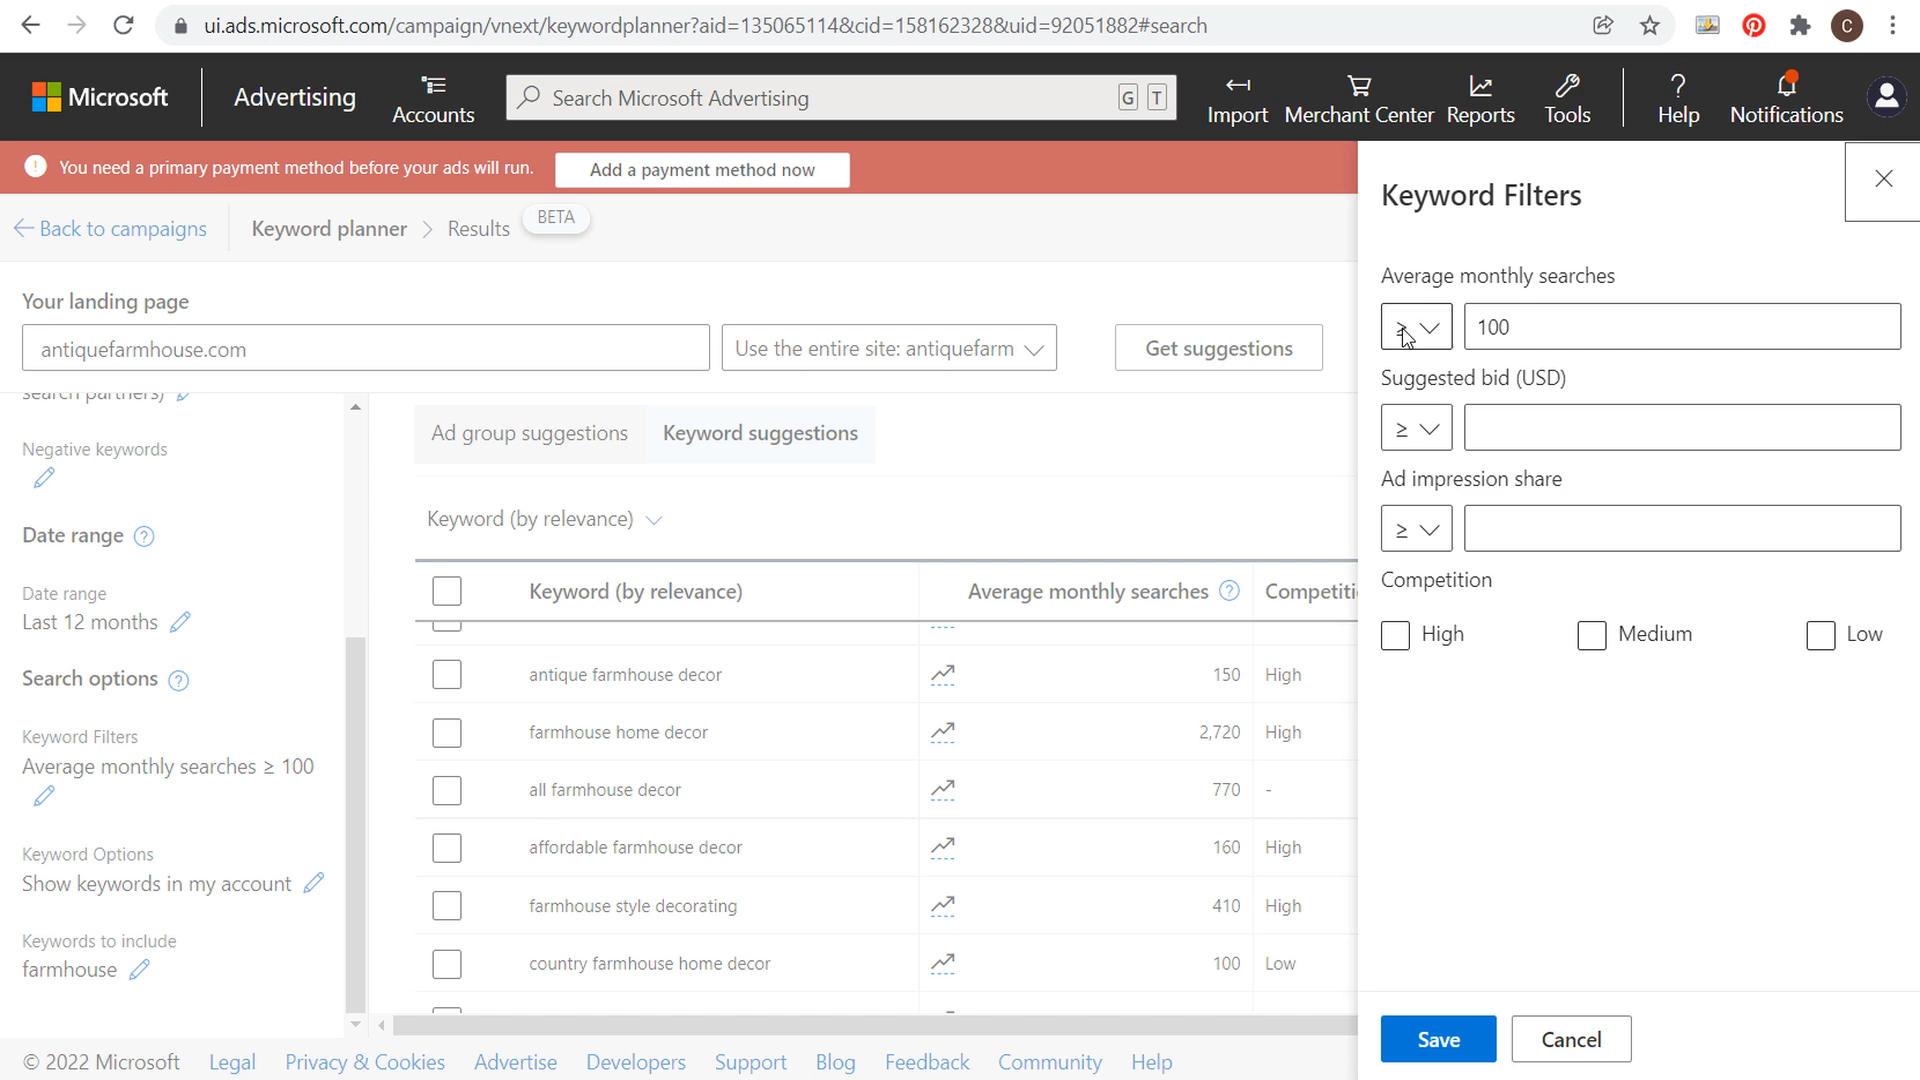 ui.ads.microsoft.com/campaign/vnext/keywordplanner?aid=135065114&cid=158162328&uid=92051882#search
C
Microsoft
Advertising
Accounts
Search Microsoft Advertising
G T
Import
Merchant Center
Reports
Tools
Help
Notifications
You need a primary payment method before your ads will run.
Add a payment method now
Back to campaigns
Keyword planner > Results
BETA
Your landing page
antiquefarmhouse.com
Use the entire site: antiquefarm
Get suggestions
search partners)
Negative keywords
Date range ?
Date range
Last 12 months
Search options ?
Keyword Filters
Average monthly searches ≥ 100
Keyword Options
Show keywords in my account
Keywords to include
farmhouse
Ad group suggestions
Keyword suggestions
Keyword (by relevance)
Keyword (by relevance) Average monthly searches ? Competiti
antique farmhouse decor 150 High
farmhouse home decor 2,720 High
all farmhouse decor 770 -
affordable farmhouse decor 160 High
farmhouse style decorating 410 High
country farmhouse home decor 100 Low
Keyword Filters
Average monthly searches
≥ 100
Suggested bid (USD)
≥
Ad impression share
≥
Competition
High Medium Low
Save Cancel
© 2022 Microsoft Legal Privacy & Cookies Advertise Developers Support Blog Feedback Community Help